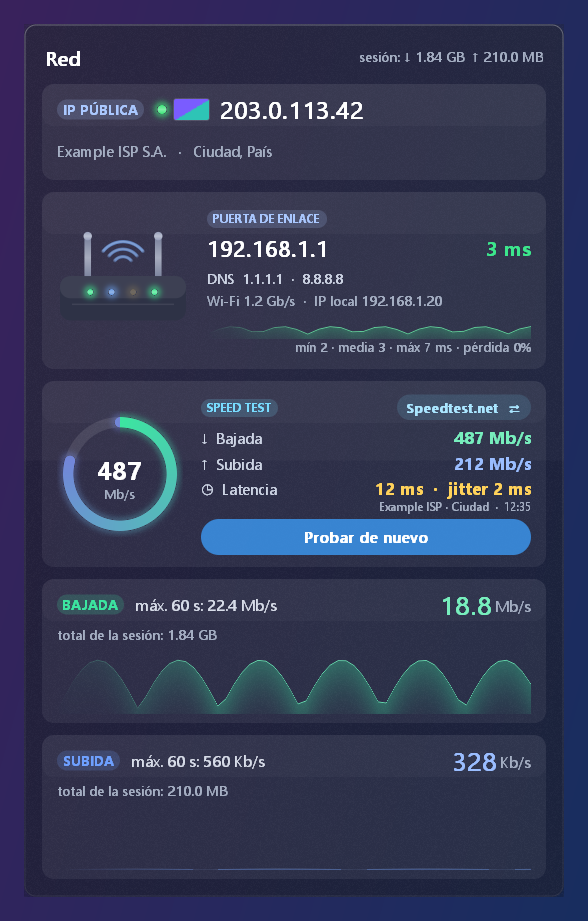 Red
sesión: ↓ 1.84 GB ↑ 210.0 MB
IP PÚBLICA 203.0.113.42
Example ISP S.A. · Ciudad, País
PUERTA DE ENLACE
192.168.1.1 3 ms
DNS 1.1.1.1 · 8.8.8.8
Wi-Fi 1.2 Gb/s · IP local 192.168.1.20
mín 2 · media 3 · máx 7 ms · pérdida 0%
SPEED TEST Speedtest.net ⇄
487 Mb/s
↓ Bajada 487 Mb/s
↑ Subida 212 Mb/s
Latencia 12 ms · jitter 2 ms
Example ISP · Ciudad · 12:35
Probar de nuevo
BAJADA máx. 60 s: 22.4 Mb/s 18.8 Mb/s
total de la sesión: 1.84 GB
SUBIDA máx. 60 s: 560 Kb/s 328 Kb/s
total de la sesión: 210.0 MB